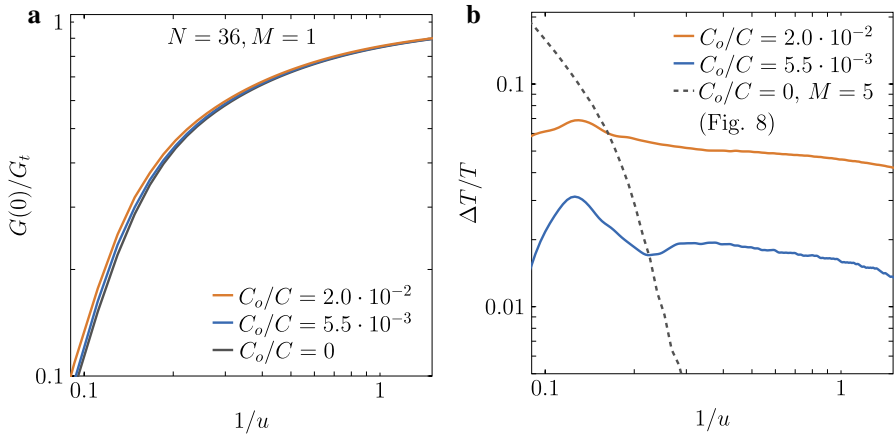 a
N = 36, M = 1
1
0.1
G(0)/G_t
C_o/C = 2.0 · 10^{-2}
C_o/C = 5.5 · 10^{-3}
C_o/C = 0
0.1
1
1/u
b
C_o/C = 2.0 · 10^{-2}
C_o/C = 5.5 · 10^{-3}
C_o/C = 0, M = 5
(Fig. 8)
0.1
0.01
ΔT/T
0.1
1
1/u